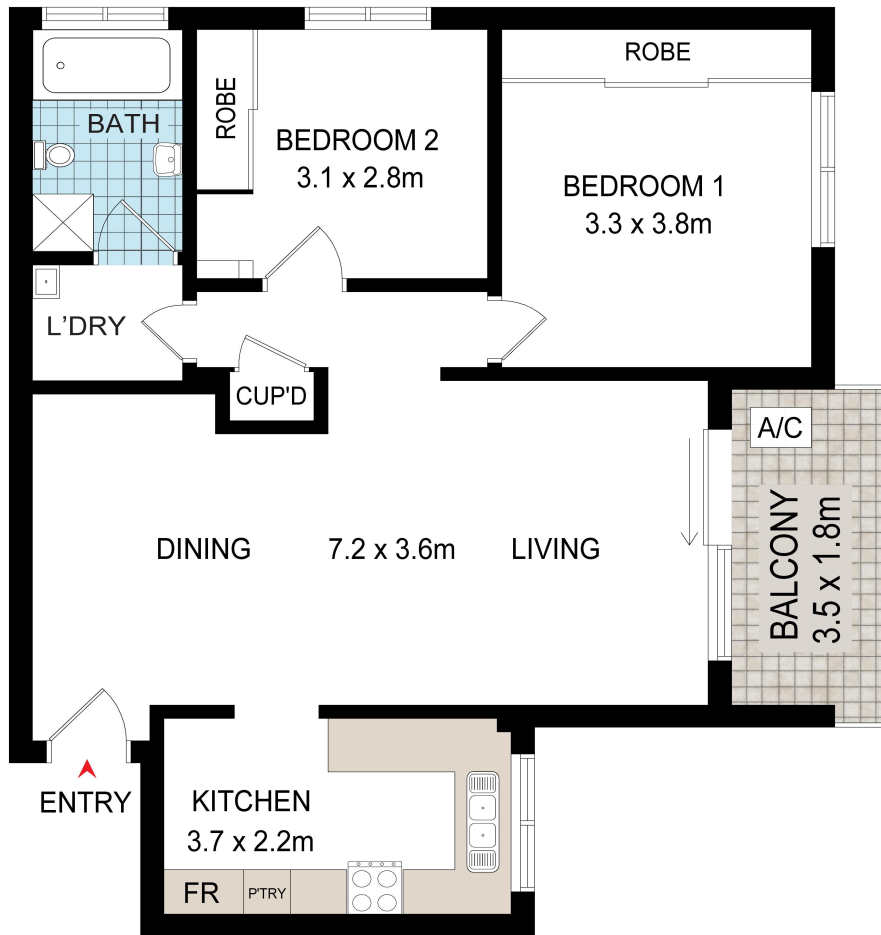 ROBE
ROBE
BATH
BEDROOM 2
3.1 x 2.8m
BEDROOM 1
3.3 x 3.8m
L'DRY
CUP'D
A/C
BALCONY
3.5 x 1.8m
DINING
7.2 x 3.6m
LIVING
ENTRY
KITCHEN
3.7 x 2.2m
FR
P'TRY